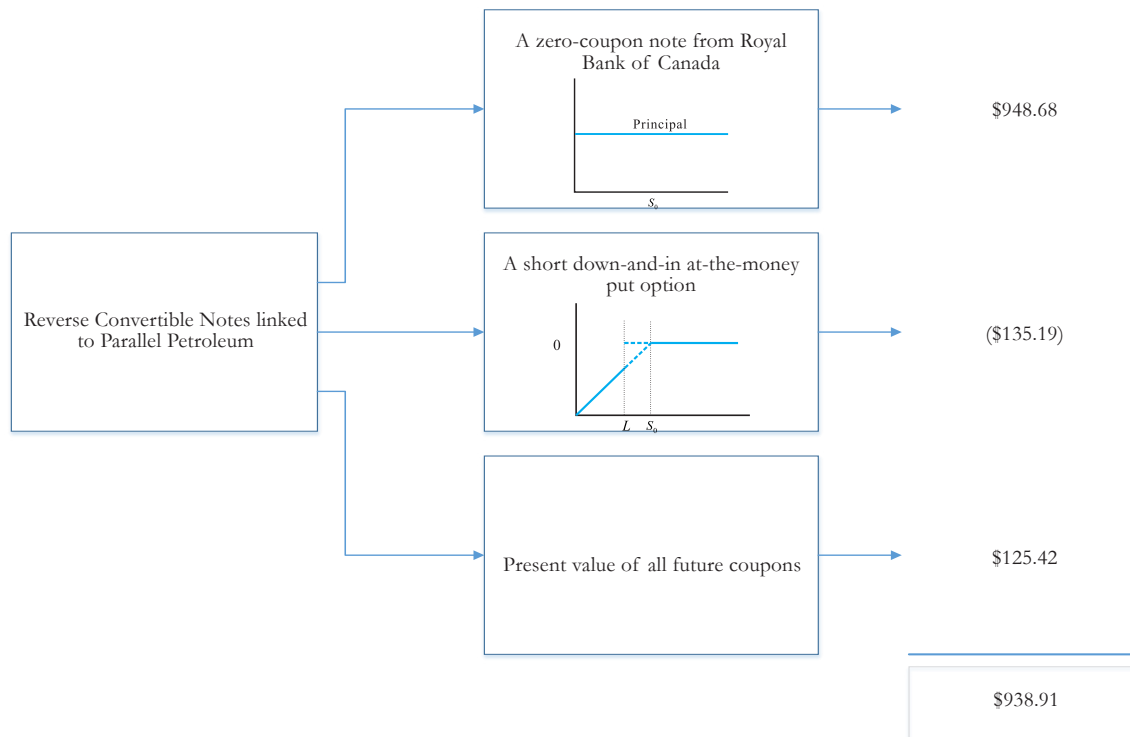 A zero-coupon note from Royal
Bank of Canada
Principal
S₀
$948.68
Reverse Convertible Notes linked
to Parallel Petroleum
A short down-and-in at-the-money
put option
0
L S₀
($135.19)
Present value of all future coupons
$125.42
$938.91